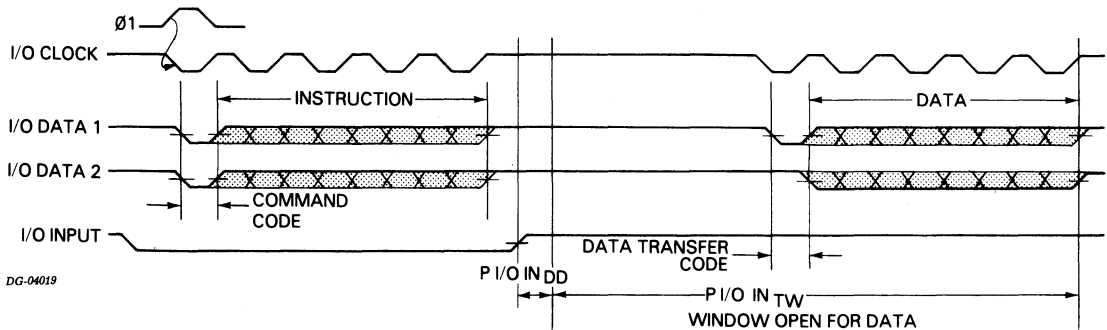 Ø1
I/O CLOCK
INSTRUCTION
DATA
I/O DATA 1
I/O DATA 2
COMMAND
CODE
I/O INPUT
DATA TRANSFER
CODE
DG-04019
P I/O IN DD
P I/O IN TW
WINDOW OPEN FOR DATA